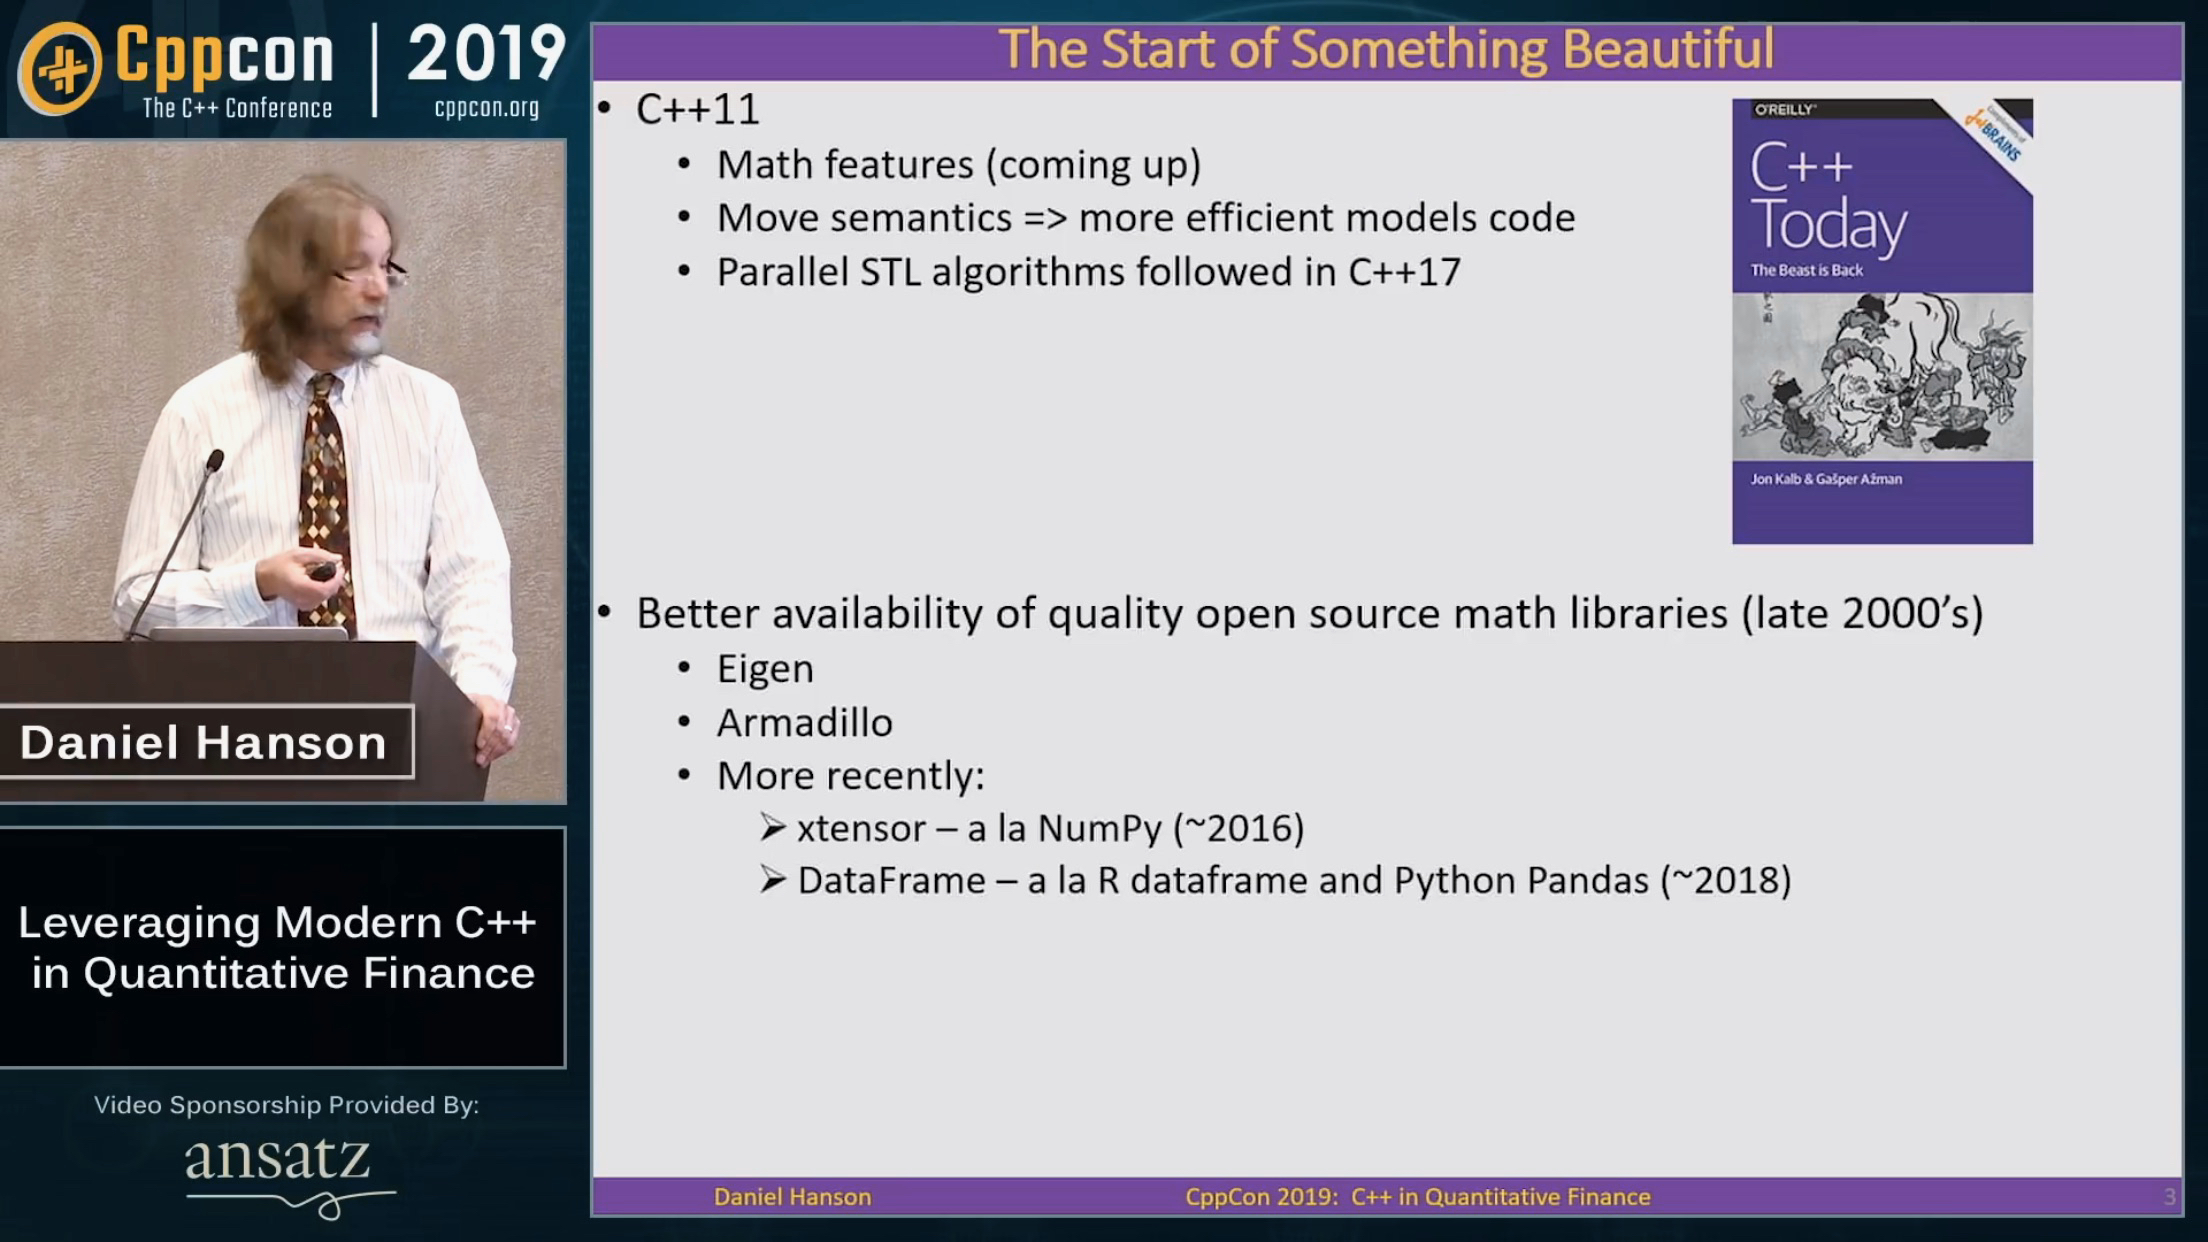 Cppcon
The C++ Conference
2019
cppcon.org
The Start of Something Beautiful
• C++11
• Math features (coming up)
• Move semantics => more efficient models code
• Parallel STL algorithms followed in C++17
O'REILLY
Compliments of
JetBRAINS
C++
Today
The Beast is Back
Jon Kalb & Gašper Ažman
• Better availability of quality open source math libraries (late 2000's)
• Eigen
• Armadillo
• More recently:
➢ xtensor – a la NumPy (~2016)
➢ DataFrame – a la R dataframe and Python Pandas (~2018)
Daniel Hanson
Leveraging Modern C++
in Quantitative Finance
Video Sponsorship Provided By:
ansatz
Daniel Hanson
CppCon 2019: C++ in Quantitative Finance
3